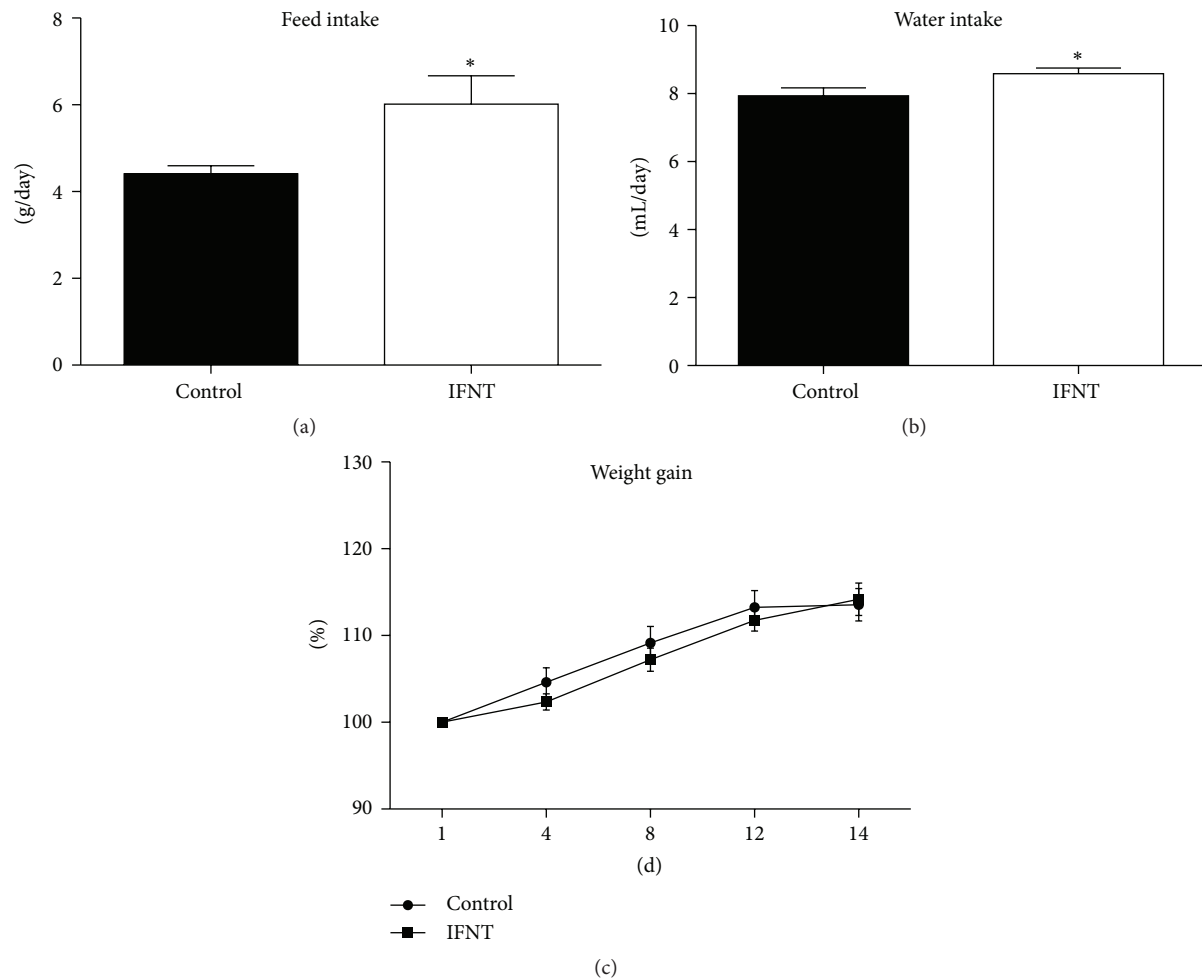 Feed intake
8
6
4
2
0
(g/day)
*
Control
IFNT
(a)
Water intake
10
8
6
4
2
0
(mL/day)
*
Control
IFNT
(b)
Weight gain
130
120
110
100
90
(%)
1 4 8 12 14
(d)
Control
IFNT
(c)